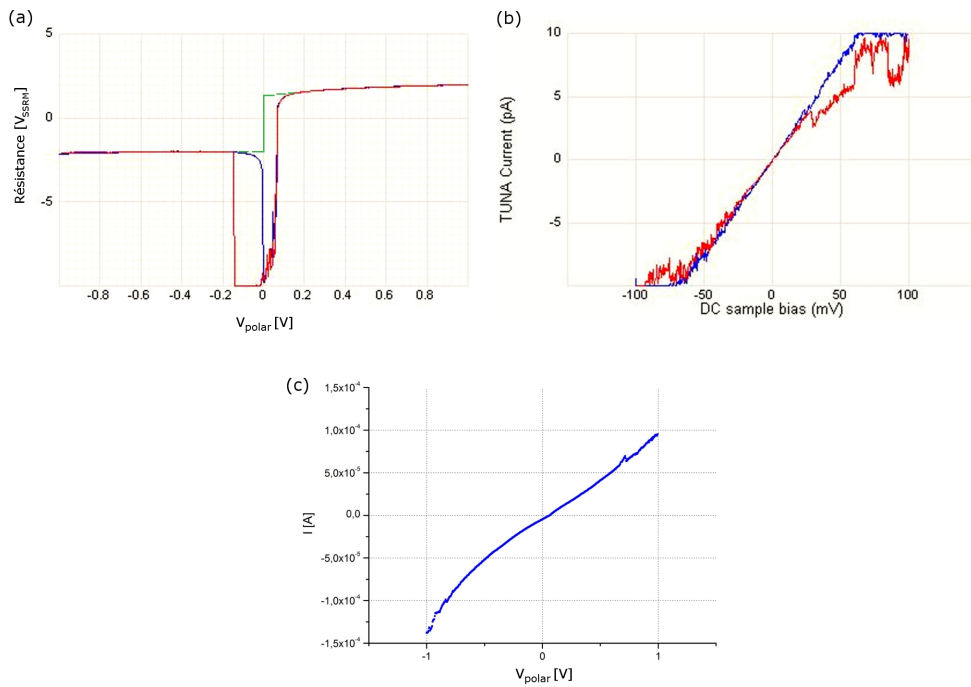 (a)
5
0
-5
Résistance [V_SSRM]
-0.8 -0.6 -0.4 -0.2 0 0.2 0.4 0.6 0.8
V_polar [V]
(b)
10
5
0
-5
TUNA Current (pA)
-100 -50 0 50 100
DC sample bias (mV)
(c)
1,5x10⁻⁴
1,0x10⁻⁴
5,0x10⁻⁵
0,0
-5,0x10⁻⁵
-1,0x10⁻⁴
-1,5x10⁻⁴
I [A]
-1 0 1
V_polar [V]